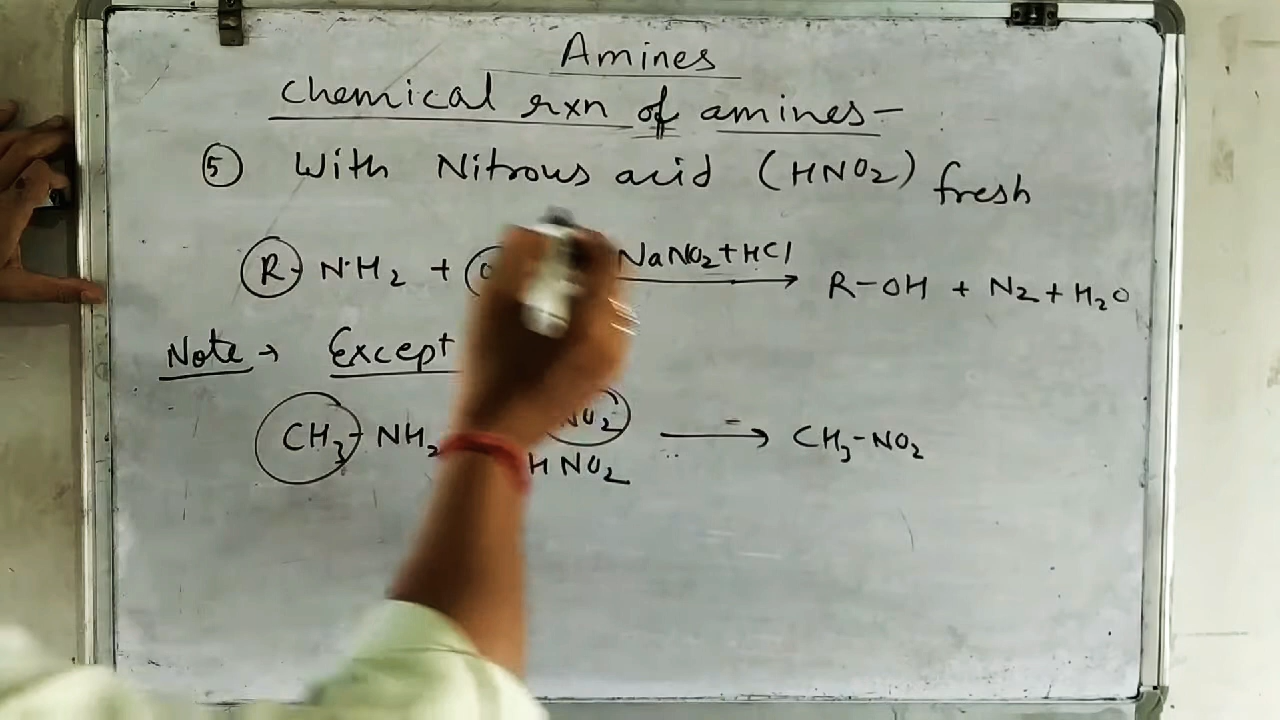 Amines
Chemical rxn of amines-
⑤ With Nitrous acid (HNO2) fresh
R-NH2 + NaNO2+HCl → R-OH + N2 + H2O
Note → Except
CH3-NH2 NO2 → CH3-NO2
HNO2